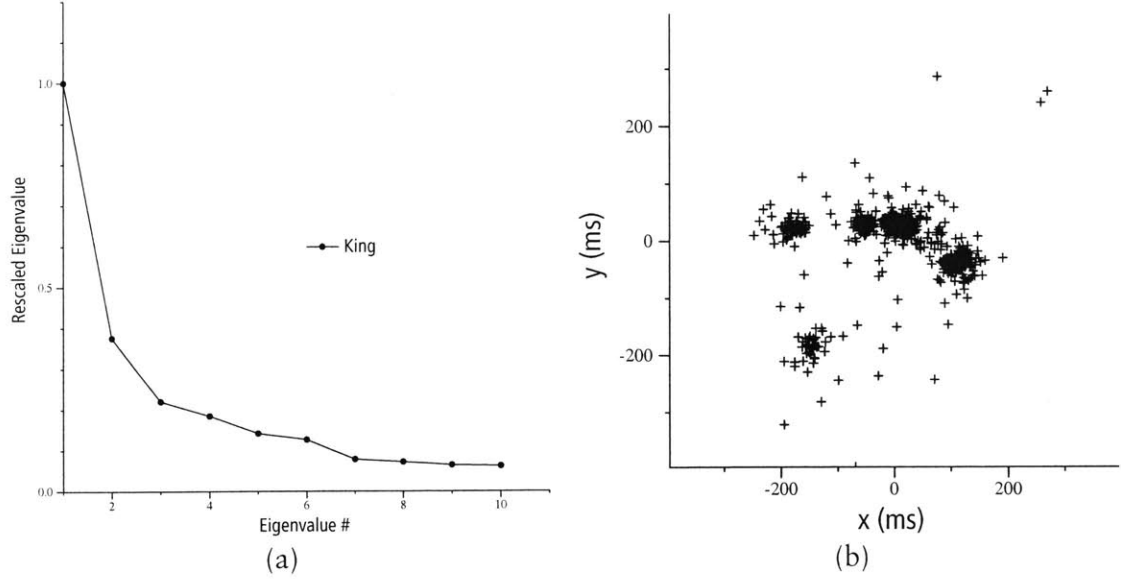 1.0
0.5
0.0
Rescaled Eigenvalue
King
2 4 6 8 10
Eigenvalue #
(a)
200
0
-200
y (ms)
-200 0 200
x (ms)
(b)